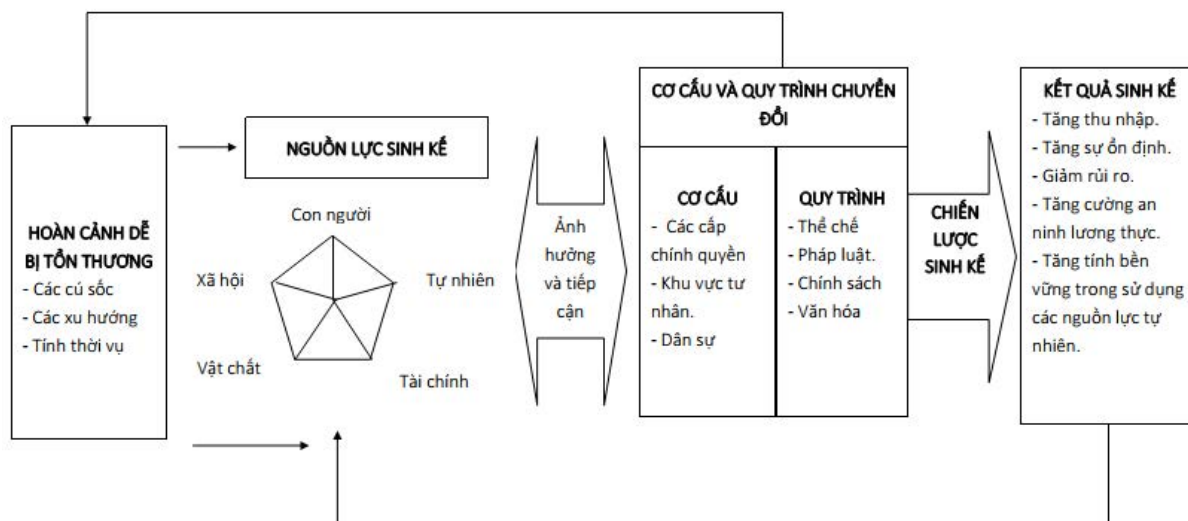 HOÀN CẢNH DỄ
BỊ TỔN THƯƠNG
- Các cú sốc
- Các xu hướng
- Tính thời vụ
NGUỒN LỰC SINH KẾ
Con người
Xã hội
Tự nhiên
Vật chất
Tài chính
Ảnh
hưởng
và tiếp
cận
CƠ CẤU VÀ QUY TRÌNH CHUYỂN
ĐỔI
CƠ CẤU
- Các cấp
chính quyền
- Khu vực tư
nhân.
- Dân sự
QUY TRÌNH
- Thể chế
- Pháp luật.
- Chính sách
- Văn hóa
CHIẾN
LƯỢC
SINH KẾ
KẾT QUẢ SINH KẾ
- Tăng thu nhập.
- Tăng sự ổn định.
- Giảm rủi ro.
- Tăng cường an
ninh lương thực.
- Tăng tính bền
vững trong sử dụng
các nguồn lực tự
nhiên.